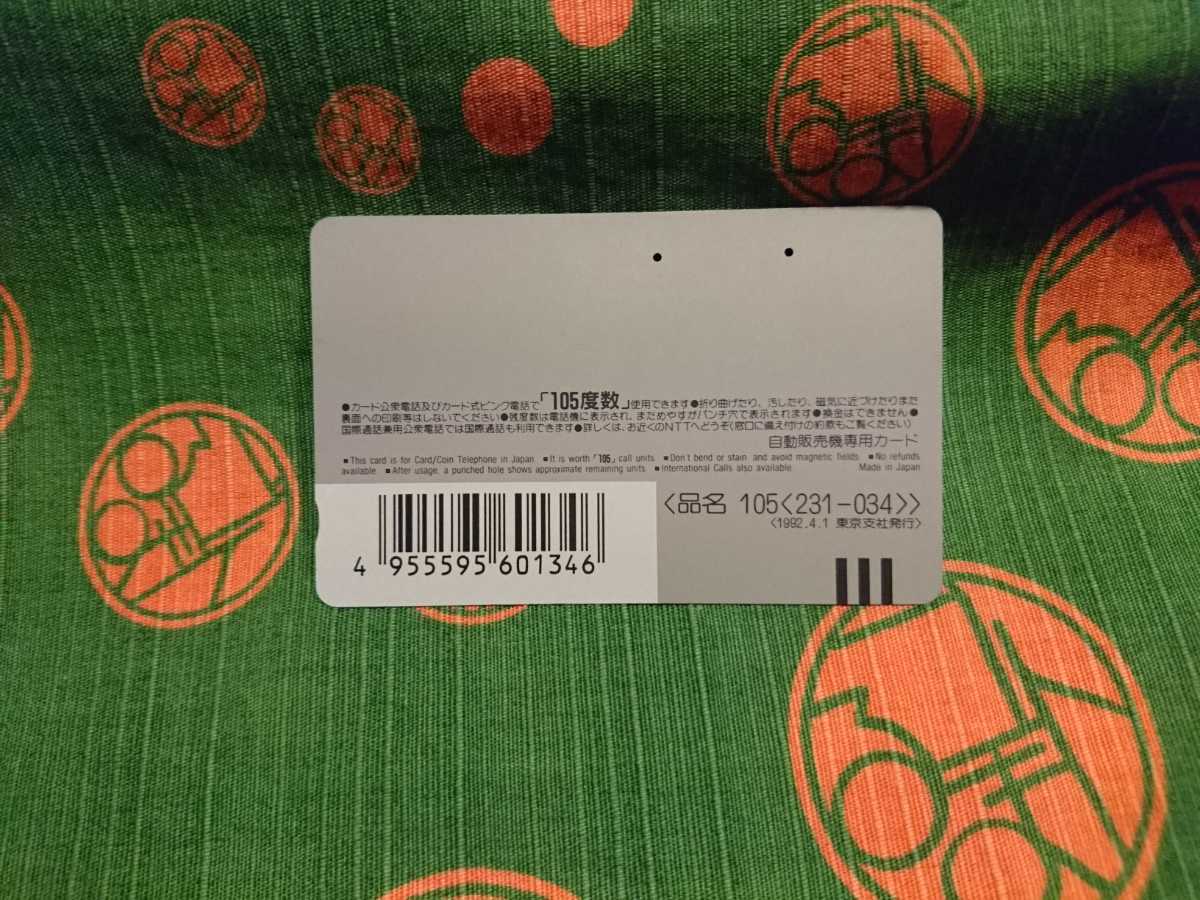 ●カード公衆電話及びカード式ピンク電話で「105度数」使用できます●折り曲げたり、汚したり、磁気に近づけたりまた
裏面への印刷等はしないでください●残度数は電話機に表示され、まためやすがパンチ穴で表示されます●換金はできません●
国際通話兼用公衆電話では国際通話も利用できます●詳しくは、お近くのNTTへどうぞ(窓口に備え付けの約款もご覧ください)
自動販売機専用カード
■This card is for Card/Coin Telephone in Japan ■It is worth「105」call units ■Don't bend or stain and avoid magnetic fields ■No refunds
available ■After usage, a punched hole shows approximate remaining units ■International Calls also available. Made in Japan
〈品名 105〈231-034〉〉
〈1992.4.1 東京支社発行〉
4 955595 601346